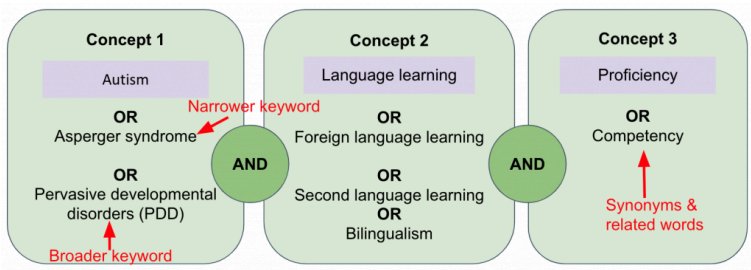 Concept 1
Autism
OR
Narrower keyword
Asperger syndrome
OR
Pervasive developmental
disorders (PDD)
Broader keyword
AND
Concept 2
Language learning
OR
Foreign language learning
OR
Second language learning
OR
Bilingualism
AND
Concept 3
Proficiency
OR
Competency
Synonyms &
related words